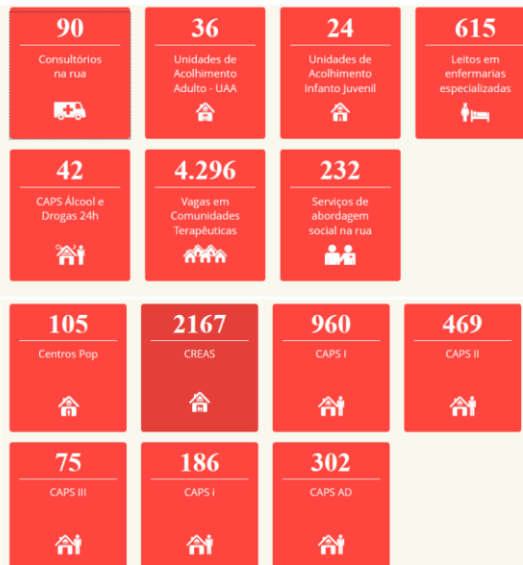 90
Consultórios
na rua
36
Unidades de
Acolhimento
Adulto - UAA
24
Unidades de
Acolhimento
Infanto Juvenil
615
Leitos em
enfermarias
especializadas
42
CAPS Álcool e
Drogas 24h
4.296
Vagas em
Comunidades
Terapêuticas
232
Serviços de
abordagem
social na rua
105
Centros Pop
2167
CREAS
960
CAPS I
469
CAPS II
75
CAPS III
186
CAPS i
302
CAPS AD